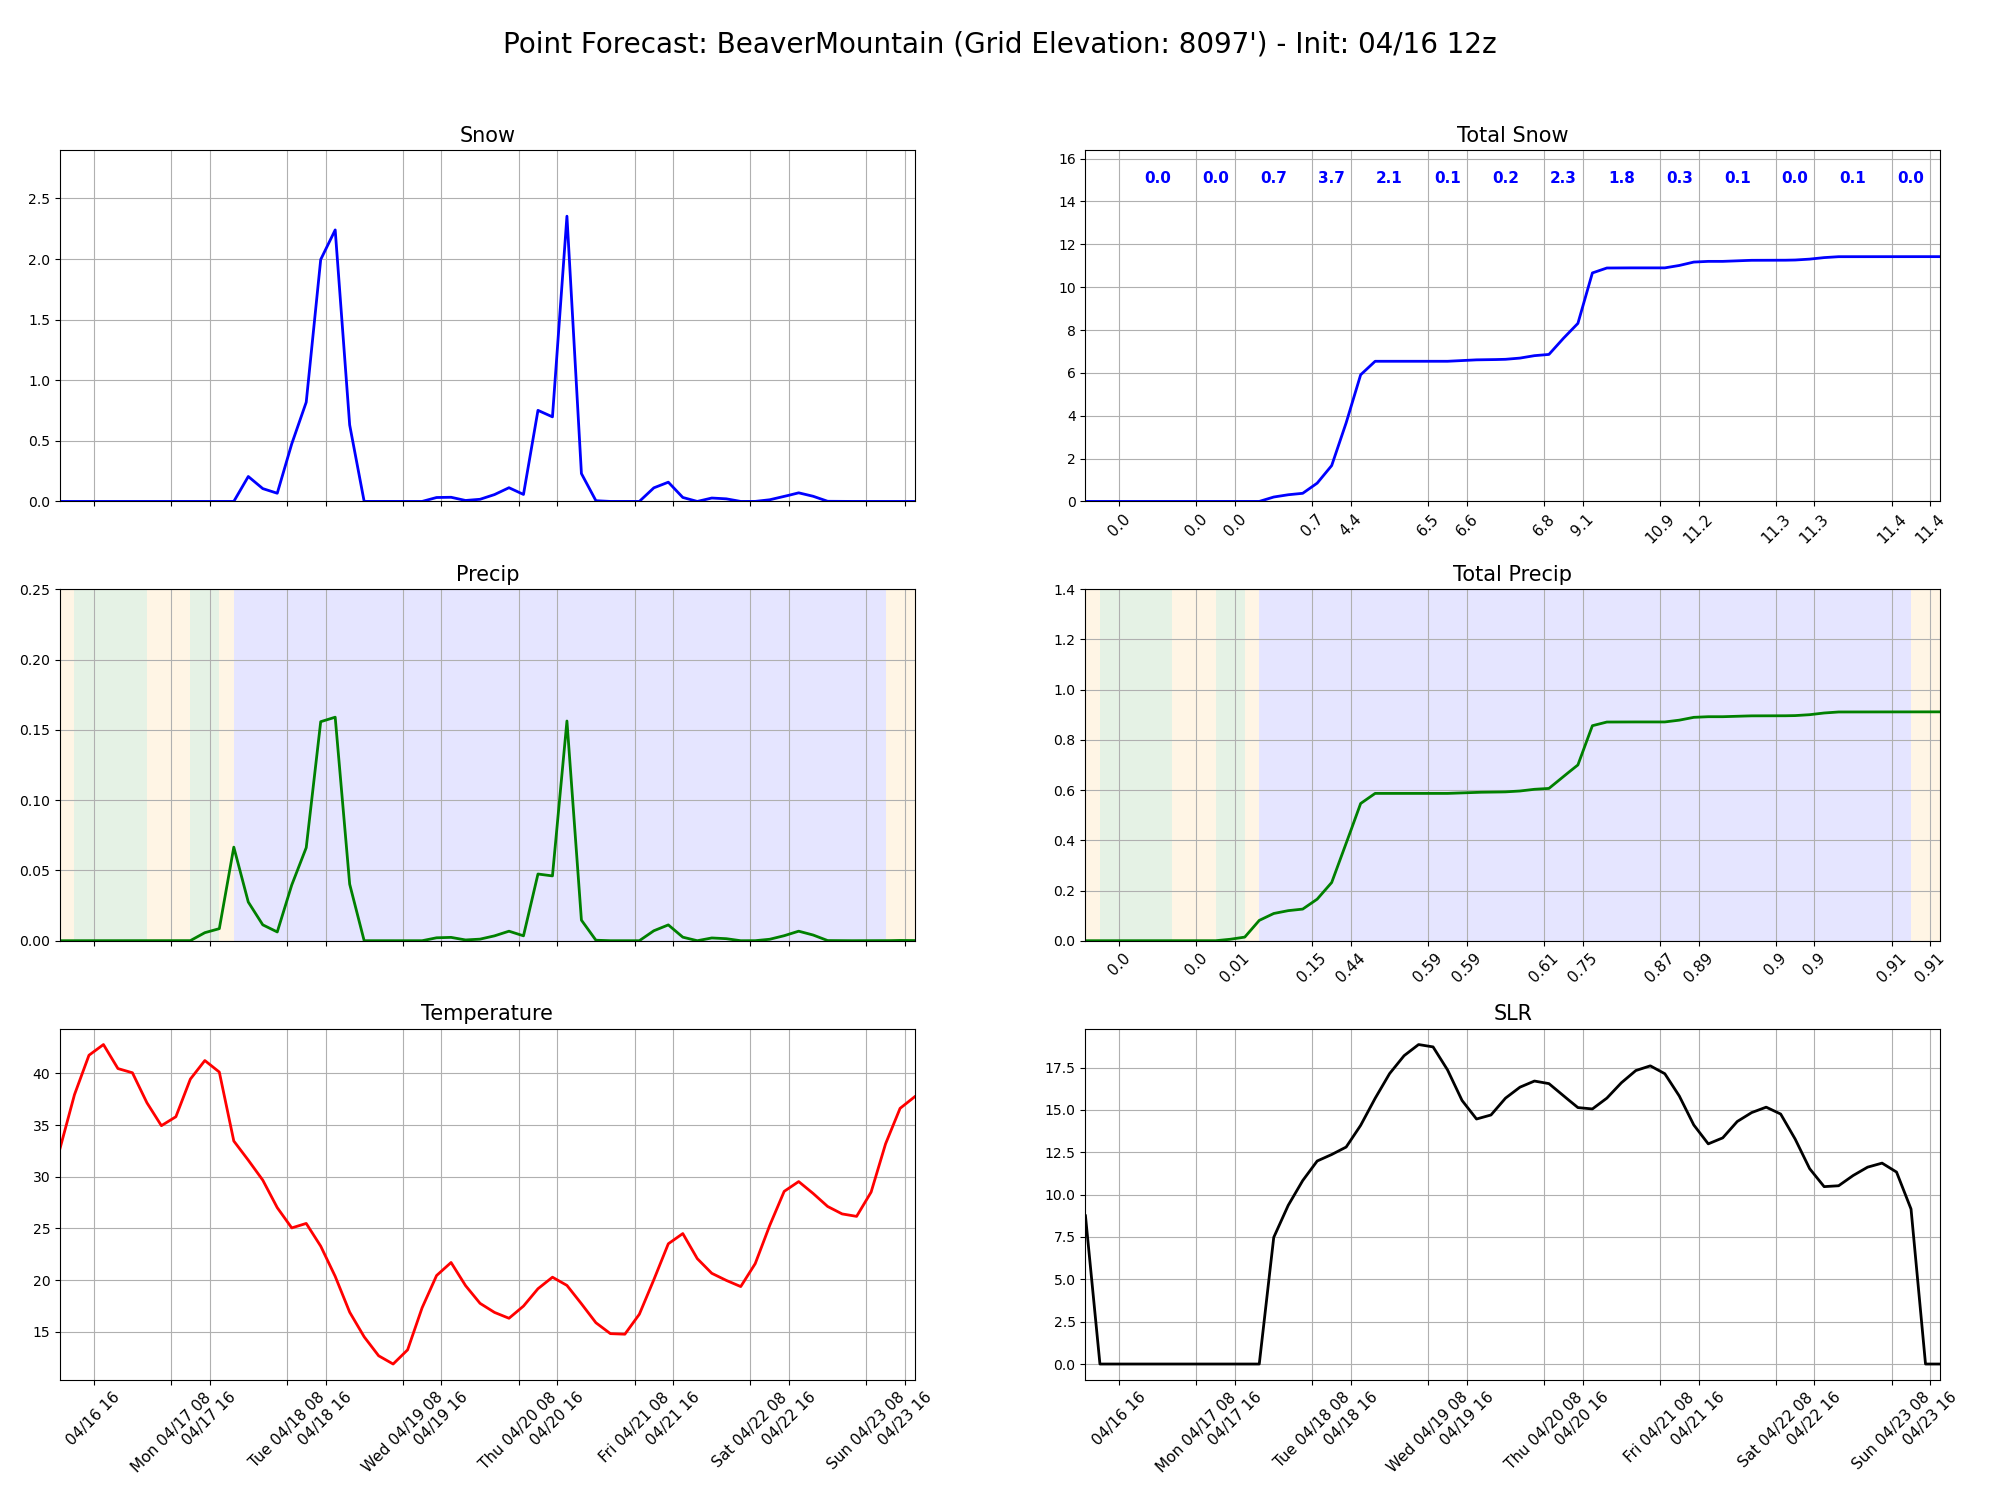 Point Forecast: BeaverMountain (Grid Elevation: 8097') - Init: 04/16 12z
Snow
2.5
2.0
1.5
1.0
0.5
0.0
Total Snow
16
14
12
10
8
6
4
2
0
0.0 0.0 0.7 3.7 2.1 0.1 0.2 2.3 1.8 0.3 0.1 0.0 0.1 0.0
0.0 0.0 0.0 0.7 4.4 6.5 6.6 6.8 9.1 10.9 11.2 11.3 11.3 11.4 11.4
Precip
0.25
0.20
0.15
0.10
0.05
0.00
Total Precip
1.4
1.2
1.0
0.8
0.6
0.4
0.2
0.0
0.0 0.0 0.01 0.15 0.44 0.59 0.59 0.61 0.75 0.87 0.89 0.9 0.9 0.91 0.91
Temperature
40
35
30
25
20
15
04/16 16
Mon 04/17 08
04/17 16
Tue 04/18 08
04/18 16
Wed 04/19 08
04/19 16
Thu 04/20 08
04/20 16
Fri 04/21 08
04/21 16
Sat 04/22 08
04/22 16
Sun 04/23 08
04/23 16
SLR
17.5
15.0
12.5
10.0
7.5
5.0
2.5
0.0
04/16 16
Mon 04/17 08
04/17 16
Tue 04/18 08
04/18 16
Wed 04/19 08
04/19 16
Thu 04/20 08
04/20 16
Fri 04/21 08
04/21 16
Sat 04/22 08
04/22 16
Sun 04/23 08
04/23 16